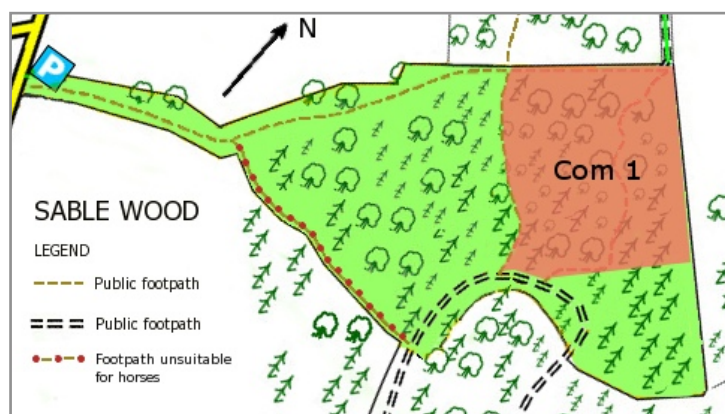 P
N
Com 1
SABLE WOOD
LEGEND
Public footpath
Public footpath
Footpath unsuitable
for horses